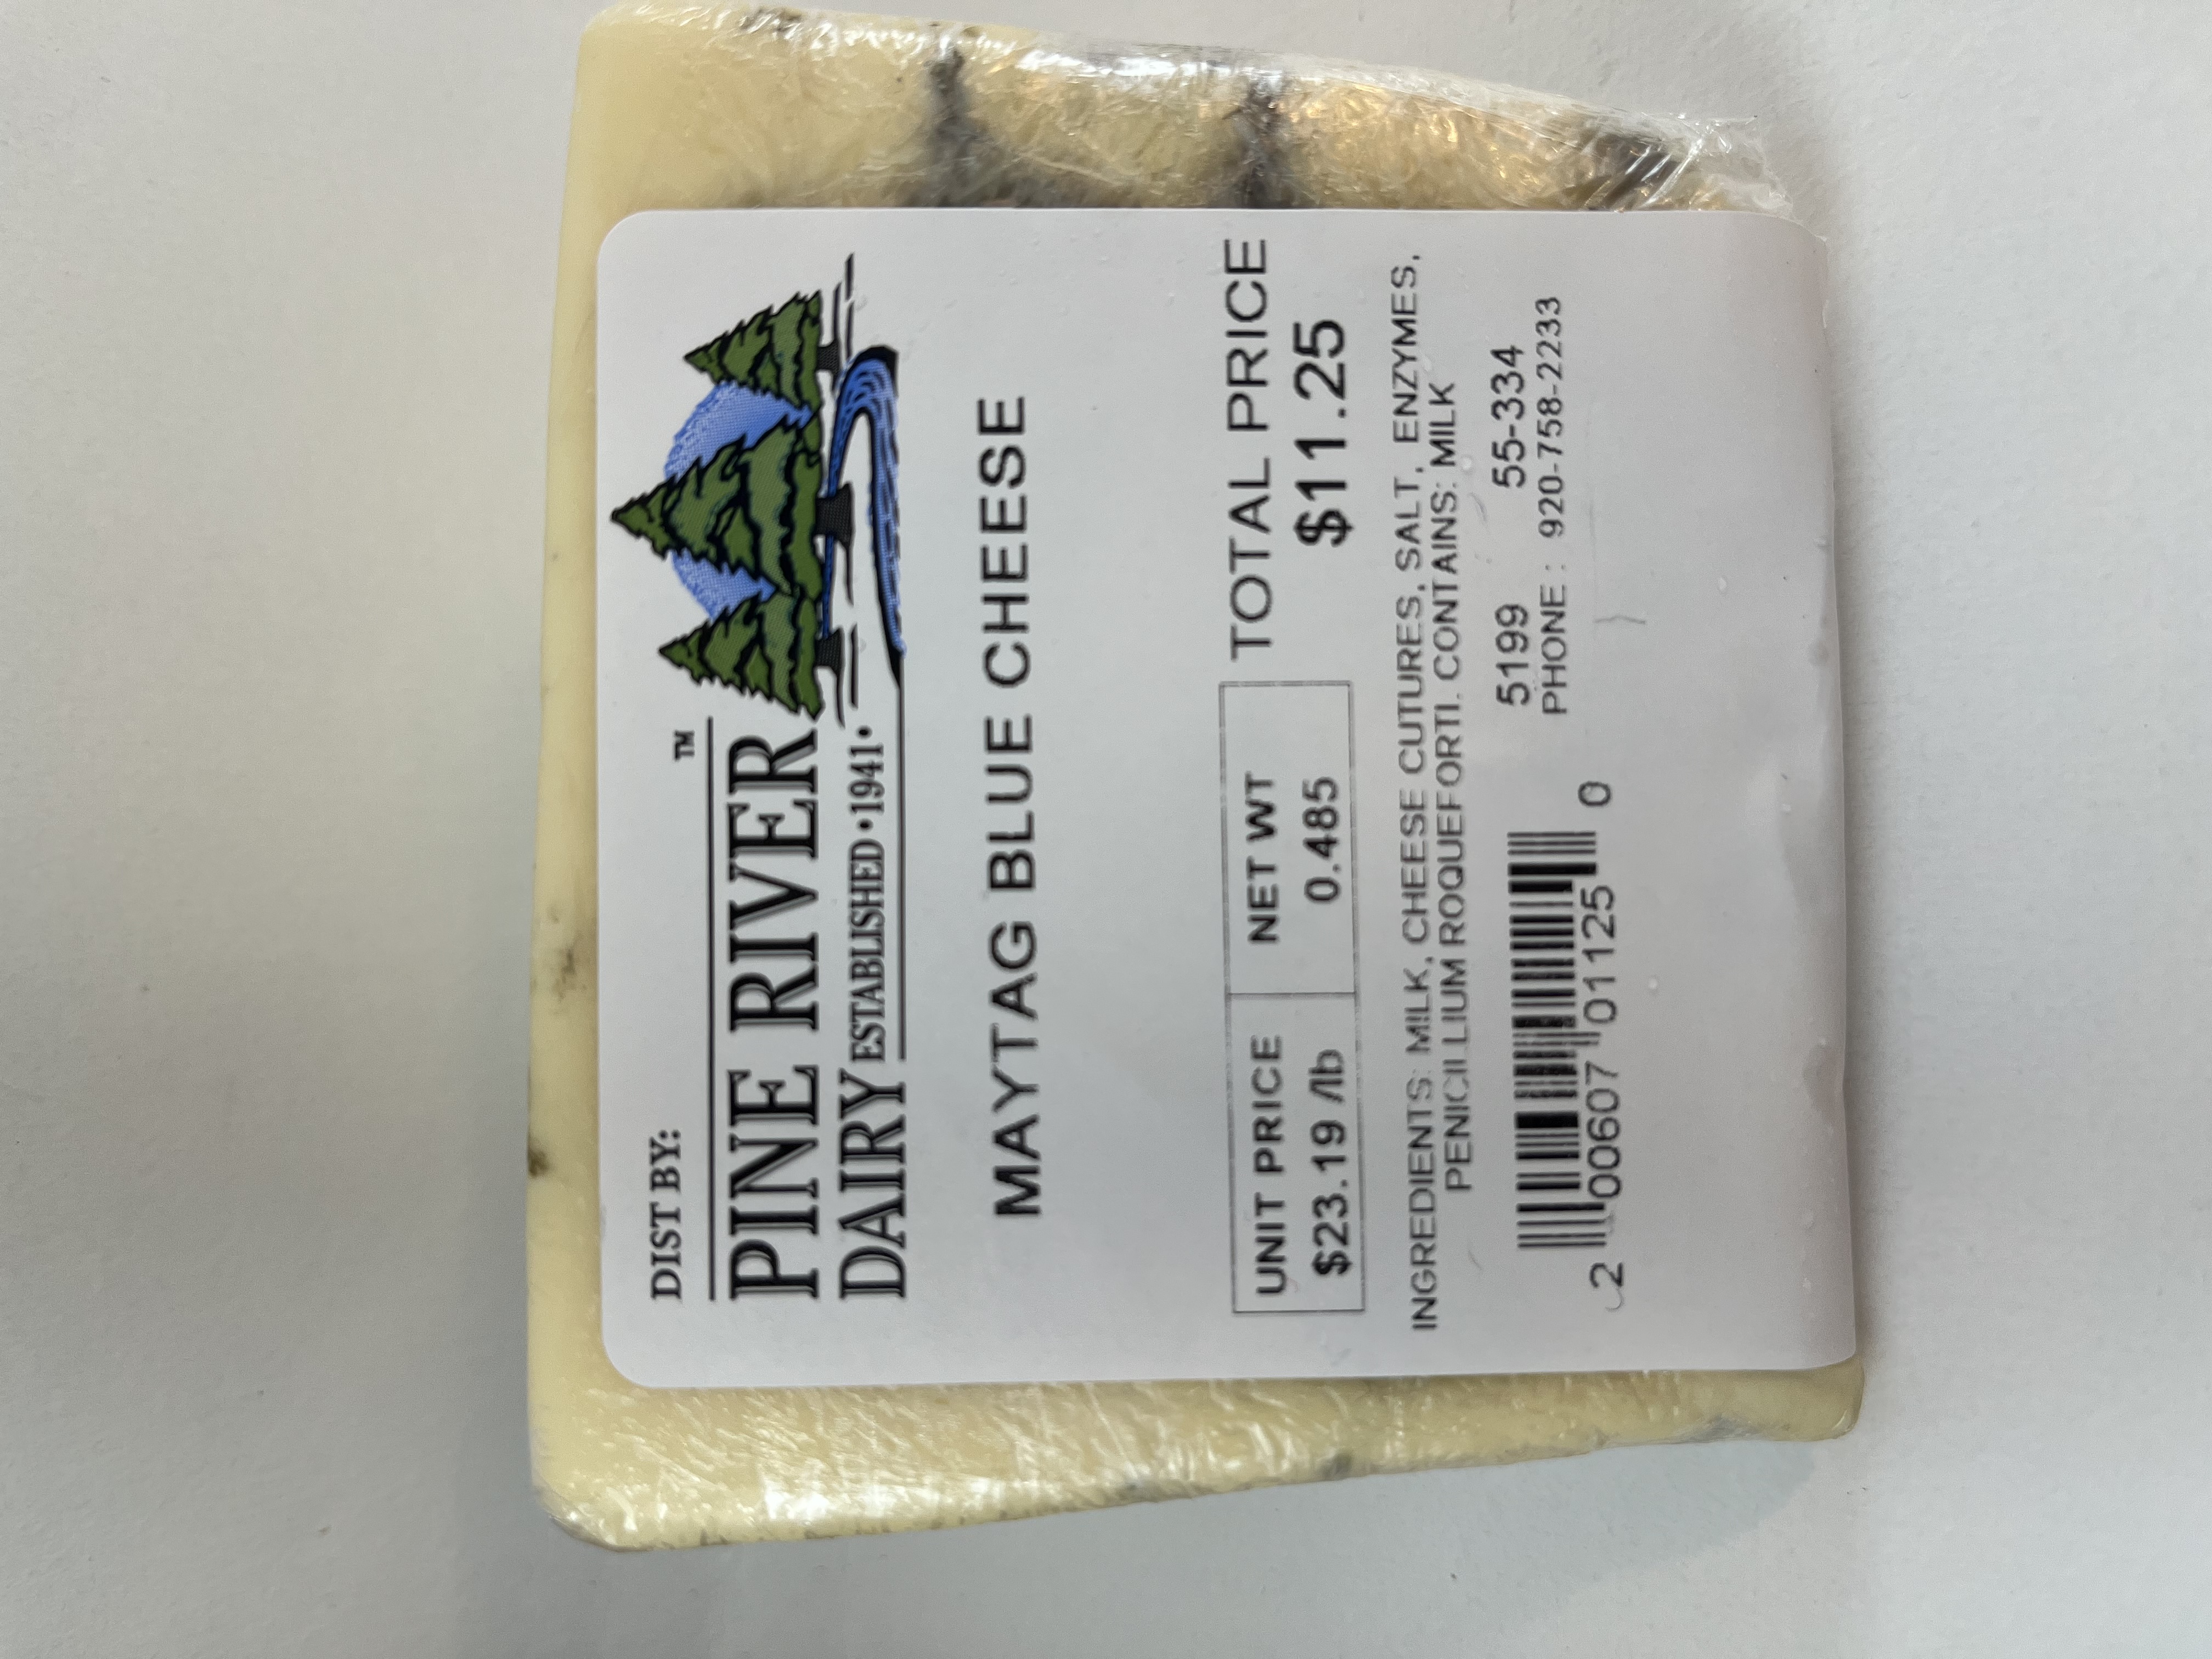 DIST BY:
PINE RIVER™
DAIRY ESTABLISHED•1941•
MAYTAG BLUE CHEESE
UNIT PRICE NET WT TOTAL PRICE
$23.19 /lb 0.485 $11.25
INGREDIENTS: MILK, CHEESE CUTURES, SALT, ENZYMES,
PENICILLIUM ROQUEFORTI. CONTAINS: MILK
5199 55-334
PHONE : 920-758-2233
2 00607 01125 0